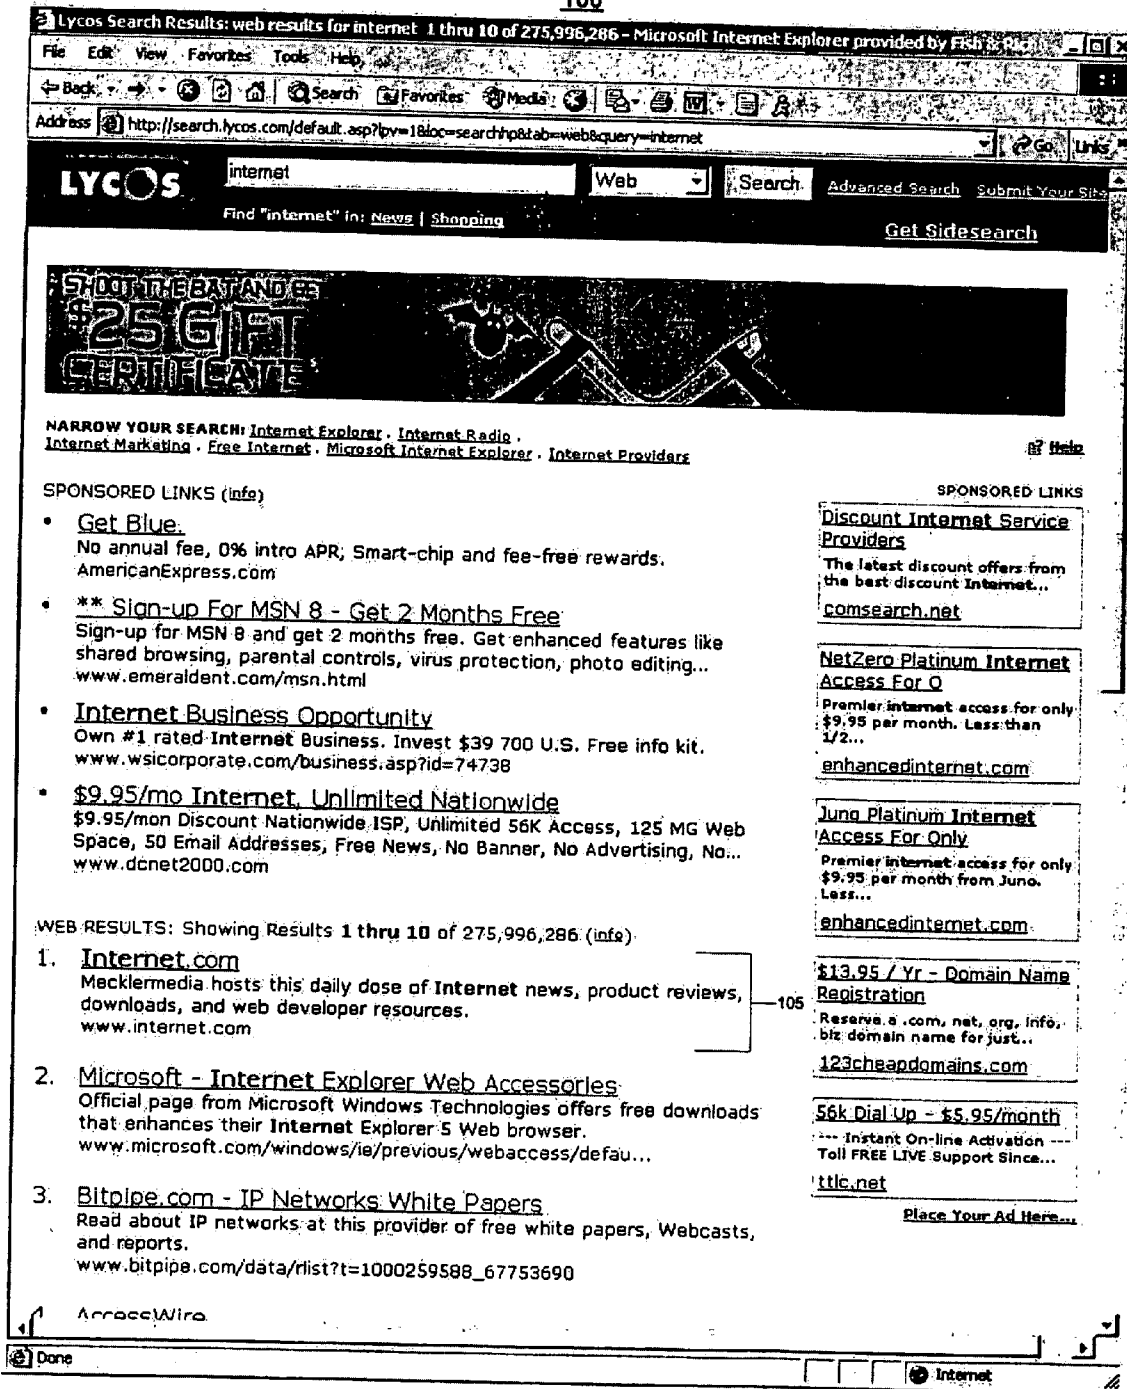 100
Lycos Search Results: web results for internet 1 thru 10 of 275,996,286 - Microsoft Internet Explorer provided by Fish & Rich
File Edit View Favorites Tools Help
Back Search Favorites Media
Address http://search.lycos.com/default.asp?lpv=1&loc=searchhp&tab=web&query=internet Go Links »
LYCOS internet Web Search Advanced Search Submit Your Site
Find "internet" in: News | Shopping
Get Sidesearch
SHOOT THE BAT AND GET
$25 GIFT
CERTIFICATE
NARROW YOUR SEARCH: Internet Explorer . Internet Radio .
Internet Marketing . Free Internet . Microsoft Internet Explorer . Internet Providers
Help
SPONSORED LINKS (info)
• Get Blue.
No annual fee, 0% intro APR; Smart-chip and fee-free rewards.
AmericanExpress.com
• ** Sign-up For MSN 8 - Get 2 Months Free
Sign-up for MSN 8 and get 2 months free. Get enhanced features like
shared browsing, parental controls, virus protection, photo editing...
www.emeraldent.com/msn.html
• Internet Business Opportunity
Own #1 rated Internet Business. Invest $39 700 U.S. Free info kit.
www.wsicorporate.com/business.asp?id=74738
• $9.95/mo Internet, Unlimited Nationwide
$9.95/mon Discount Nationwide ISP, Unlimited 56K Access, 125 MG Web
Space, 50 Email Addresses, Free News, No Banner, No Advertising, No...
www.dcnet2000.com
SPONSORED LINKS
Discount Internet Service
Providers
The latest discount offers from
the best discount Internet...
comsearch.net
NetZero Platinum Internet
Access For O
Premier internet access for only
$9.95 per month. Less than
1/2...
enhancedinternet.com
Juno Platinum Internet
Access For Only
Premier internet access for only
$9.95 per month from Juno.
Less...
enhancedinternet.com
$13.95 / Yr - Domain Name
Registration
Reserve a .com, net, org, info,
biz domain name for just...
123cheapdomains.com
56k Dial Up - $5.95/month
--- Instant On-line Activation ---
Toll FREE LIVE Support Since...
ttlc.net
Place Your Ad Here...
WEB RESULTS: Showing Results 1 thru 10 of 275,996,286 (info)
1. Internet.com
Mecklermedia hosts this daily dose of Internet news, product reviews,
downloads, and web developer resources.
www.internet.com
105
2. Microsoft - Internet Explorer Web Accessories
Official page from Microsoft Windows Technologies offers free downloads
that enhances their Internet Explorer 5 Web browser.
www.microsoft.com/windows/ie/previous/webaccess/defau...
3. Bitpipe.com - IP Networks White Papers
Read about IP networks at this provider of free white papers, Webcasts,
and reports.
www.bitpipe.com/data/rlist?t=1000259588_67753690
AccessWire
Done Internet